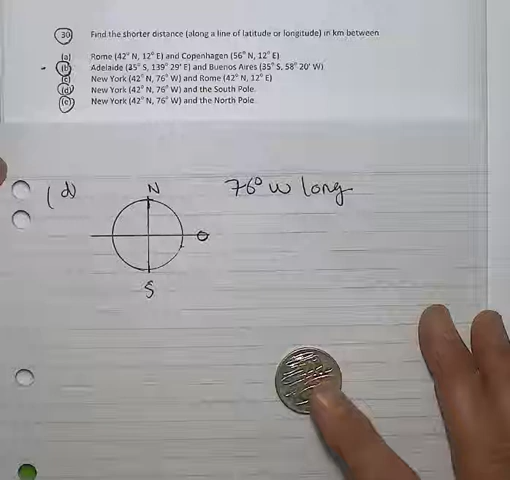 30 Find the shorter distance (along a line of latitude or longitude) in km between
(a) Rome (42° N, 12° E) and Copenhagen (56° N, 12° E)
(b) Adelaide (35° S, 139° 29' E) and Buenos Aires (35° S, 58° 20' W)
(c) New York (42° N, 76° W) and Rome (42° N, 12° E)
(d) New York (42° N, 76° W) and the South Pole.
(e) New York (42° N, 76° W) and the North Pole.
(d) N 76° W long
0
S